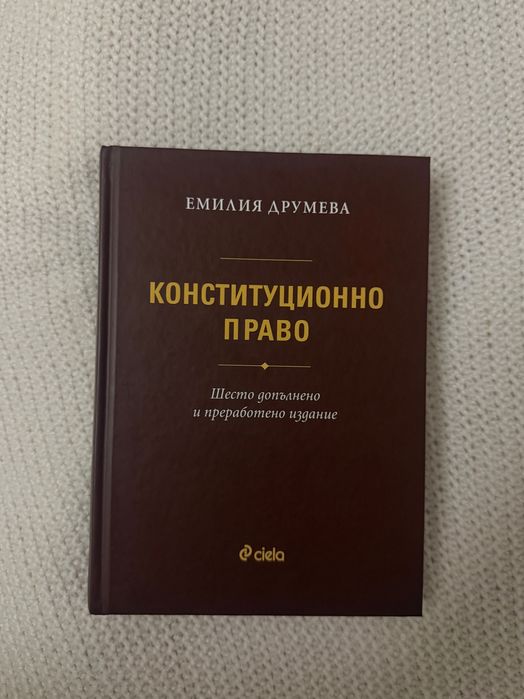 ЕМИЛИЯ ДРУМЕВА
КОНСТИТУЦИОННО
ПРАВО
Шесто допълнено
и преработено издание
ciela